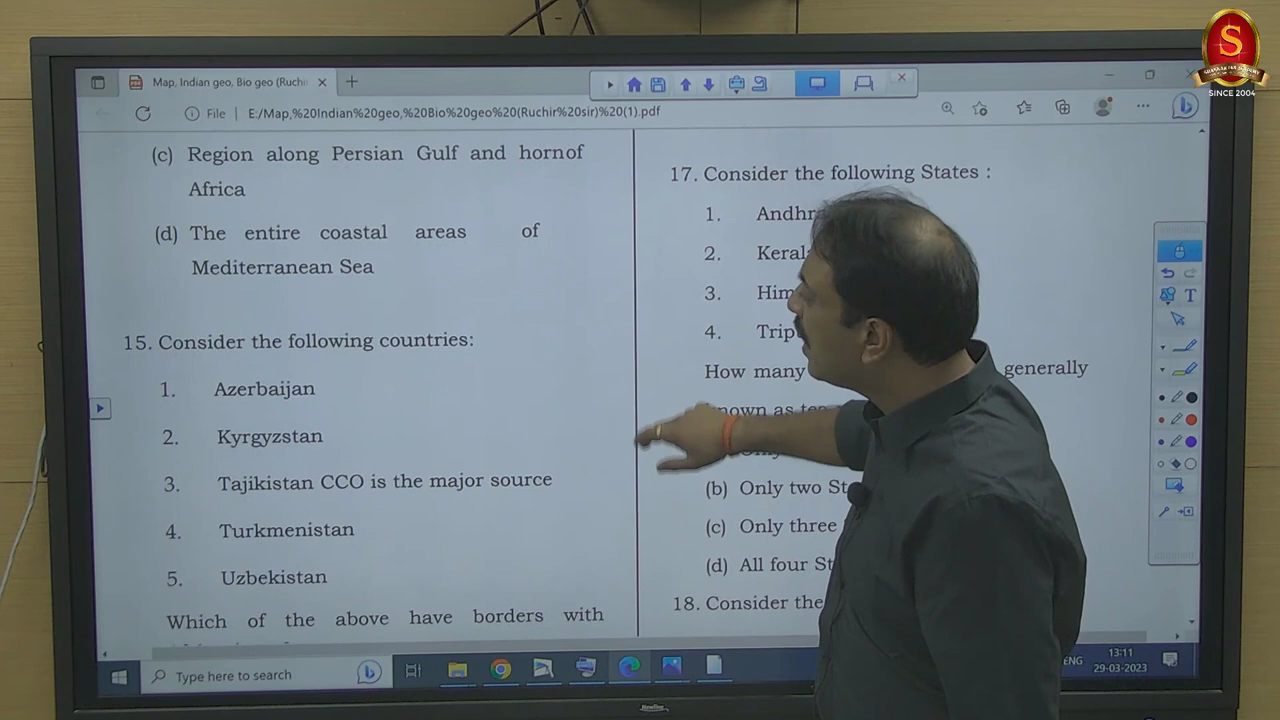 Map, Indian geo, Bio geo (Ruchi
File | E:/Map,%20Indian%20geo,%20Bio%20geo%20(Ruchir%20sir)%20(1).pdf
(c) Region along Persian Gulf and hornof
Africa
(d) The entire coastal areas of
Mediterranean Sea
15. Consider the following countries:
1. Azerbaijan
2. Kyrgyzstan
3. Tajikistan CCO is the major source
4. Turkmenistan
5. Uzbekistan
Which of the above have borders with
17. Consider the following States :
1. Andhr
2. Keral
3. Him
4. Trip
How many generally
nown as tea
(b) Only two St
(c) Only three
(d) All four St
18. Consider the
Type here to search
ENG
13:11
29-03-2023
Newline
S
SINCE 2004